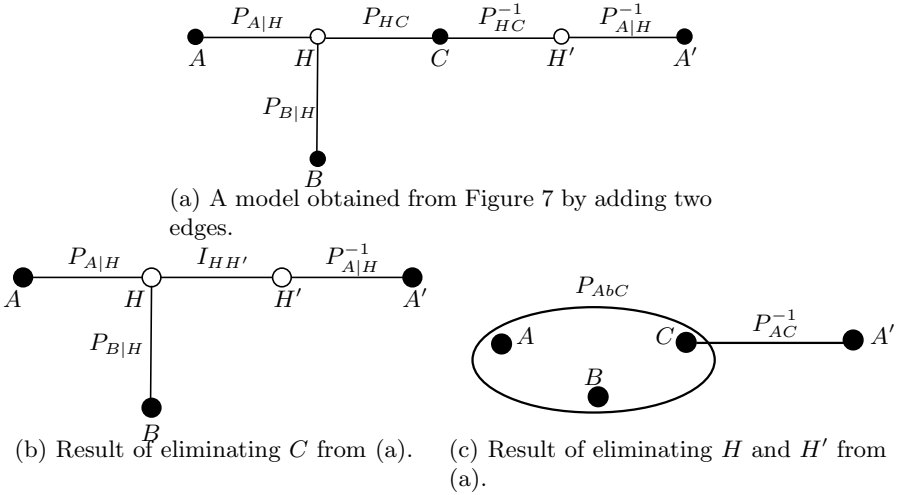 P_{A|H} P_{HC} P_{HC}^{-1} P_{A|H}^{-1}
A H C H′ A′
P_{B|H}
B
(a) A model obtained from Figure 7 by adding two
edges.
P_{A|H} I_{HH′} P_{A|H}^{-1}
A H H′ A′
P_{B|H}
B
(b) Result of eliminating C from (a).
P_{AbC}
A C P_{AC}^{-1} A′
B
(c) Result of eliminating H and H′ from
(a).